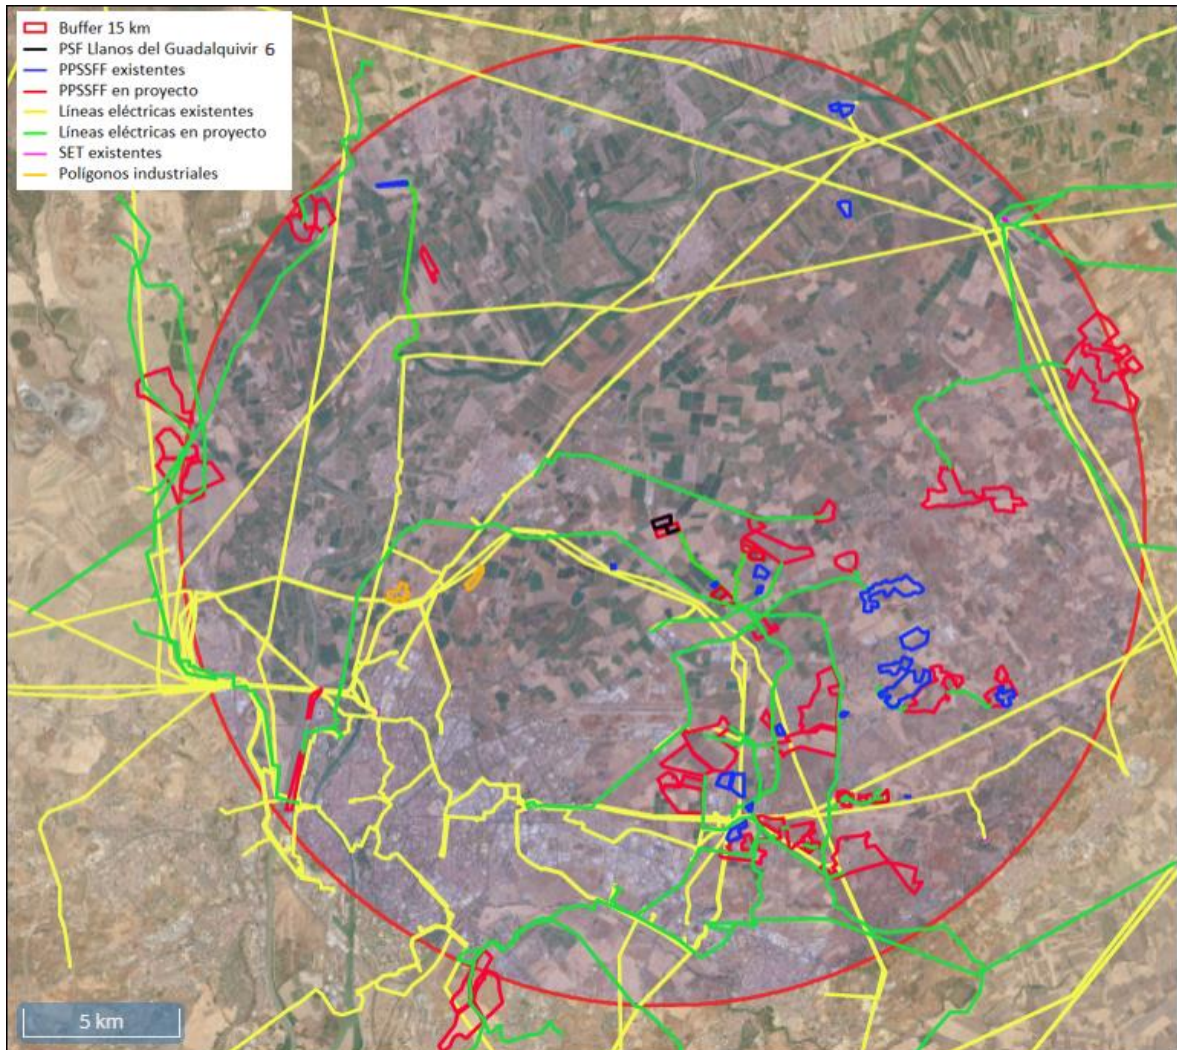 Buffer 15 km
PSF Llanos del Guadalquivir 6
PPSSFF existentes
PPSSFF en proyecto
Líneas eléctricas existentes
Líneas eléctricas en proyecto
SET existentes
Polígonos industriales
5 km